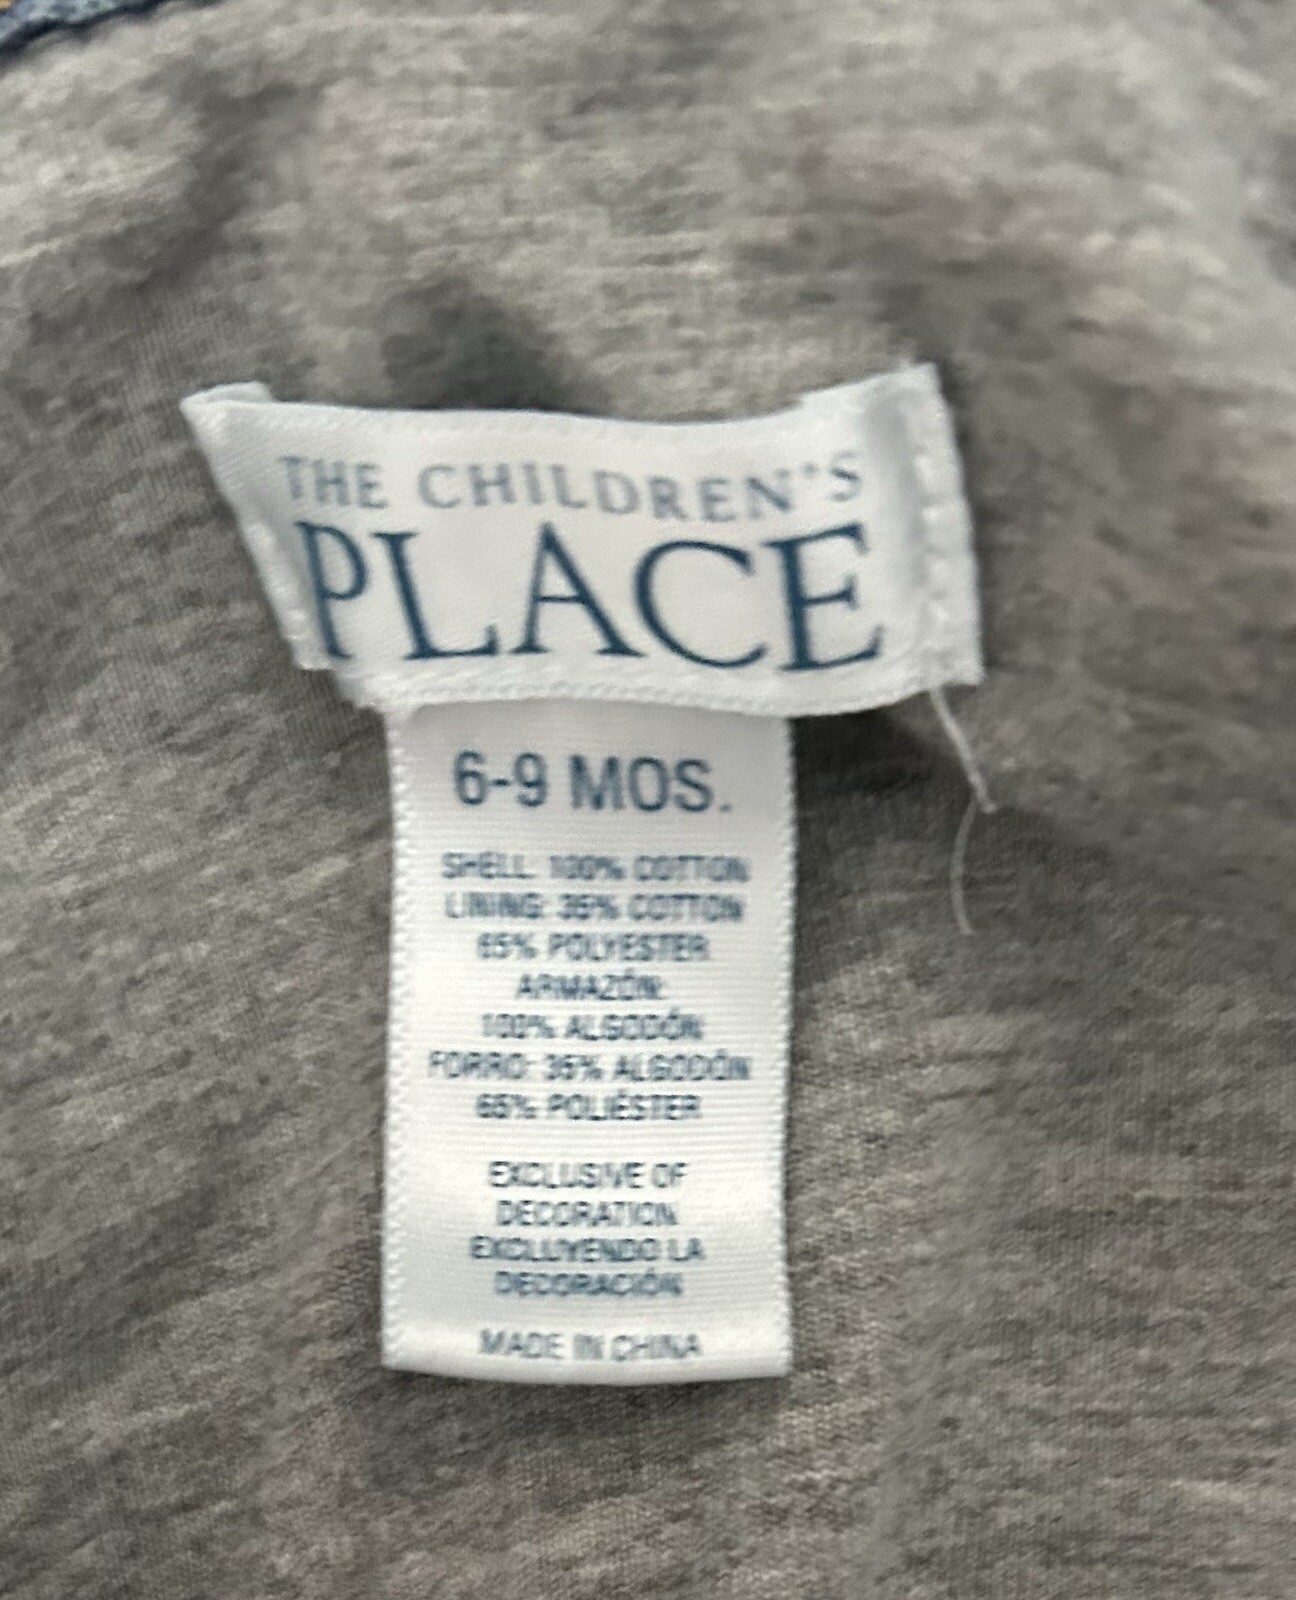 THE CHILDREN'S
PLACE
6-9 MOS.
SHELL: 100% COTTON
LINING: 35% COTTON
65% POLYESTER
ARMAZÓN:
100% ALGODÓN
FORRO: 35% ALGODÓN
65% POLIÉSTER
EXCLUSIVE OF
DECORATION
EXCLUYENDO LA
DECORACIÓN
MADE IN CHINA